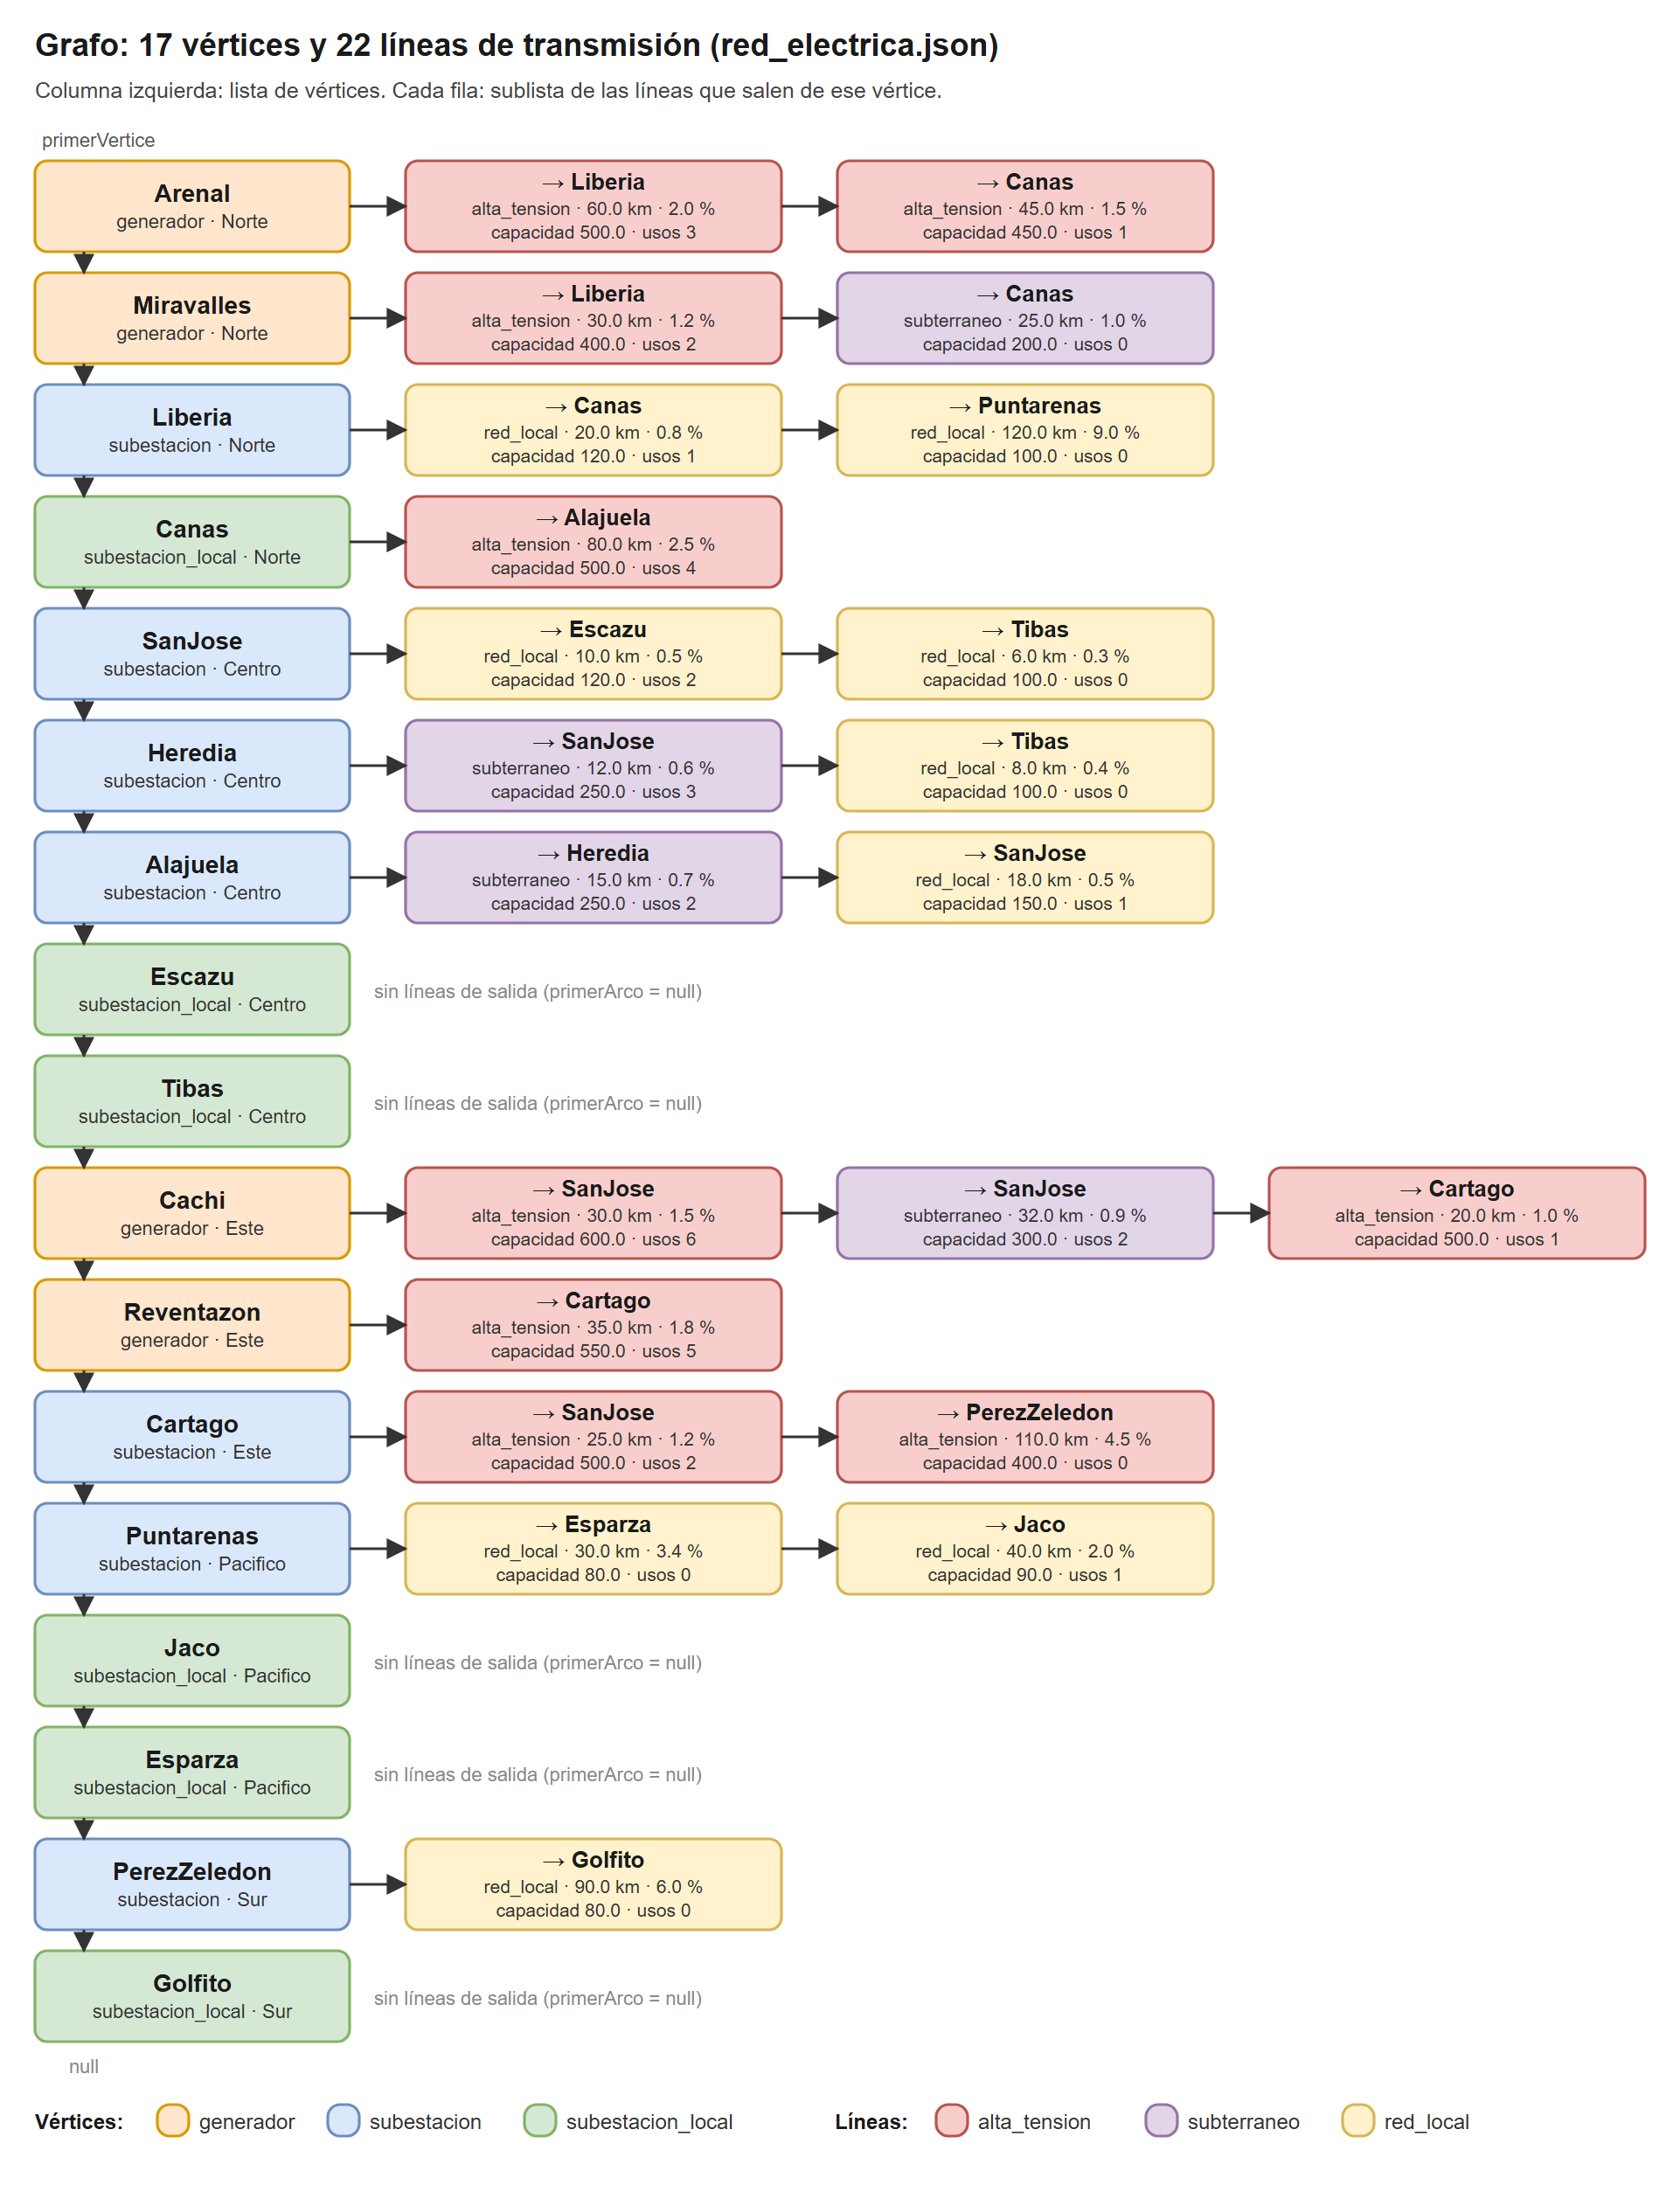 Grafo: 17 vértices y 22 líneas de transmisión (red_electrica.json)
Columna izquierda: lista de vértices. Cada fila: sublista de las líneas que salen de ese vértice.
primerVertice
Arenal
generador · Norte
→ Liberia
alta_tension · 60.0 km · 2.0 %
capacidad 500.0 · usos 3
→ Canas
alta_tension · 45.0 km · 1.5 %
capacidad 450.0 · usos 1
Miravalles
generador · Norte
→ Liberia
alta_tension · 30.0 km · 1.2 %
capacidad 400.0 · usos 2
→ Canas
subterraneo · 25.0 km · 1.0 %
capacidad 200.0 · usos 0
Liberia
subestacion · Norte
→ Canas
red_local · 20.0 km · 0.8 %
capacidad 120.0 · usos 1
→ Puntarenas
red_local · 120.0 km · 9.0 %
capacidad 100.0 · usos 0
Canas
subestacion_local · Norte
→ Alajuela
alta_tension · 80.0 km · 2.5 %
capacidad 500.0 · usos 4
SanJose
subestacion · Centro
→ Escazu
red_local · 10.0 km · 0.5 %
capacidad 120.0 · usos 2
→ Tibas
red_local · 6.0 km · 0.3 %
capacidad 100.0 · usos 0
Heredia
subestacion · Centro
→ SanJose
subterraneo · 12.0 km · 0.6 %
capacidad 250.0 · usos 3
→ Tibas
red_local · 8.0 km · 0.4 %
capacidad 100.0 · usos 0
Alajuela
subestacion · Centro
→ Heredia
subterraneo · 15.0 km · 0.7 %
capacidad 250.0 · usos 2
→ SanJose
red_local · 18.0 km · 0.5 %
capacidad 150.0 · usos 1
Escazu
subestacion_local · Centro
sin líneas de salida (primerArco = null)
Tibas
subestacion_local · Centro
sin líneas de salida (primerArco = null)
Cachi
generador · Este
→ SanJose
alta_tension · 30.0 km · 1.5 %
capacidad 600.0 · usos 6
→ SanJose
subterraneo · 32.0 km · 0.9 %
capacidad 300.0 · usos 2
→ Cartago
alta_tension · 20.0 km · 1.0 %
capacidad 500.0 · usos 1
Reventazon
generador · Este
→ Cartago
alta_tension · 35.0 km · 1.8 %
capacidad 550.0 · usos 5
Cartago
subestacion · Este
→ SanJose
alta_tension · 25.0 km · 1.2 %
capacidad 500.0 · usos 2
→ PerezZeledon
alta_tension · 110.0 km · 4.5 %
capacidad 400.0 · usos 0
Puntarenas
subestacion · Pacifico
→ Esparza
red_local · 30.0 km · 3.4 %
capacidad 80.0 · usos 0
→ Jaco
red_local · 40.0 km · 2.0 %
capacidad 90.0 · usos 1
Jaco
subestacion_local · Pacifico
sin líneas de salida (primerArco = null)
Esparza
subestacion_local · Pacifico
sin líneas de salida (primerArco = null)
PerezZeledon
subestacion · Sur
→ Golfito
red_local · 90.0 km · 6.0 %
capacidad 80.0 · usos 0
Golfito
subestacion_local · Sur
sin líneas de salida (primerArco = null)
null
Vértices: generador subestacion subestacion_local Líneas: alta_tension subterraneo red_local